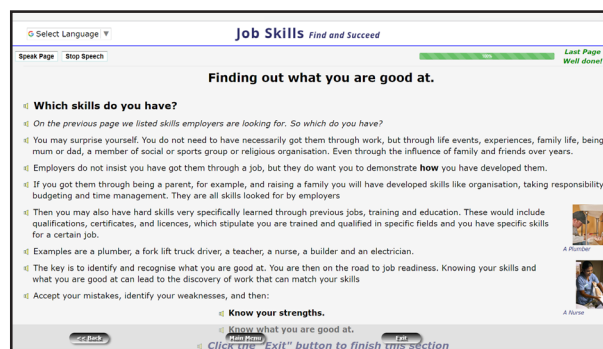 G Select Language ▼
Job Skills Find and Succeed
Speak Page Stop Speech
Last Page
Well done!
Finding out what you are good at.
Which skills do you have?
On the previous page we listed skills employers are looking for. So which do you have?
You may surprise yourself. You do not need to have necessarily got them through work, but through life events, experiences, family life, being
mum or dad, a member of social or sports group or religious organisation. Even through the influence of family and friends over years.
Employers do not insist you have got them through a job, but they do want you to demonstrate how you have developed them.
If you got them through being a parent, for example, and raising a family you will have developed skills like organisation, taking responsibility
budgeting and time management. They are all skills looked for by employers
Then you may also have hard skills very specifically learned through previous jobs, training and education. These would include
qualifications, certificates, and licences, which stipulate you are trained and qualified in specific fields and you have specific skills
for a certain job.
A Plumber
Examples are a plumber, a fork lift truck driver, a teacher, a nurse, a builder and an electrician.
The key is to identify and recognise what you are good at. You are then on the road to job readiness. Knowing your skills and
what you are good at can lead to the discovery of work that can match your skills
A Nurse
Accept your mistakes, identify your weaknesses, and then:
Know your strengths.
Know what you are good at.
<< Back Main Menu Exit
Click the "Exit" button to finish this section